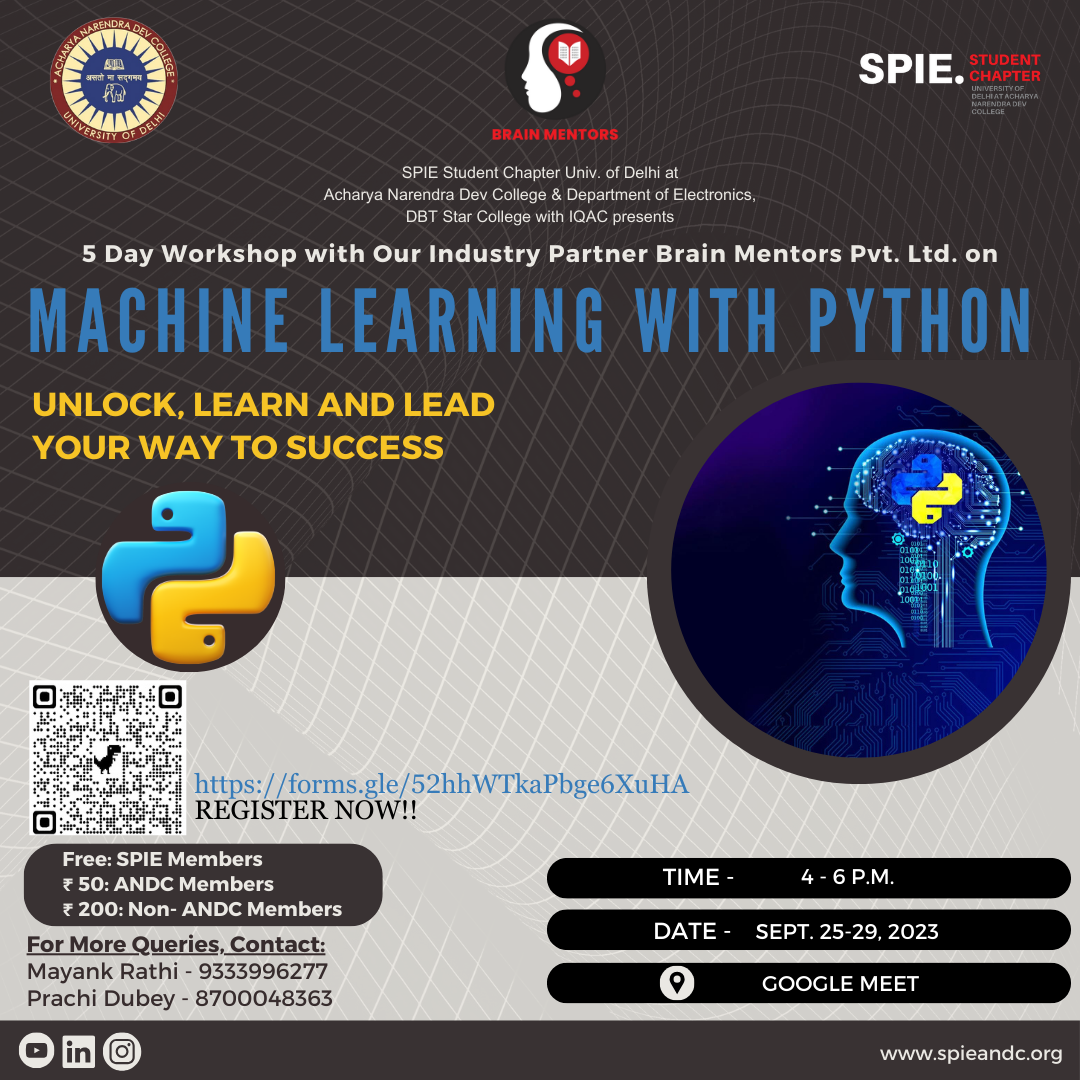 ACHARYA NARENDRA DEV COLLEGE
असतो मा सद्गमय
UNIVERSITY OF DELHI
BRAIN MENTORS
SPIE. STUDENT
CHAPTER
UNIVERSITY OF
DELHI AT ACHARYA
NARENDRA DEV
COLLEGE
SPIE Student Chapter Univ. of Delhi at
Acharya Narendra Dev College & Department of Electronics,
DBT Star College with IQAC presents
5 Day Workshop with Our Industry Partner Brain Mentors Pvt. Ltd. on
MACHINE LEARNING WITH PYTHON
UNLOCK, LEARN AND LEAD
YOUR WAY TO SUCCESS
https://forms.gle/52hhWTkaPbge6XuHA
REGISTER NOW!!
Free: SPIE Members
₹ 50: ANDC Members
₹ 200: Non- ANDC Members
For More Queries, Contact:
Mayank Rathi - 9333996277
Prachi Dubey - 8700048363
TIME - 4 - 6 P.M.
DATE - SEPT. 25-29, 2023
GOOGLE MEET
in
www.spieandc.org